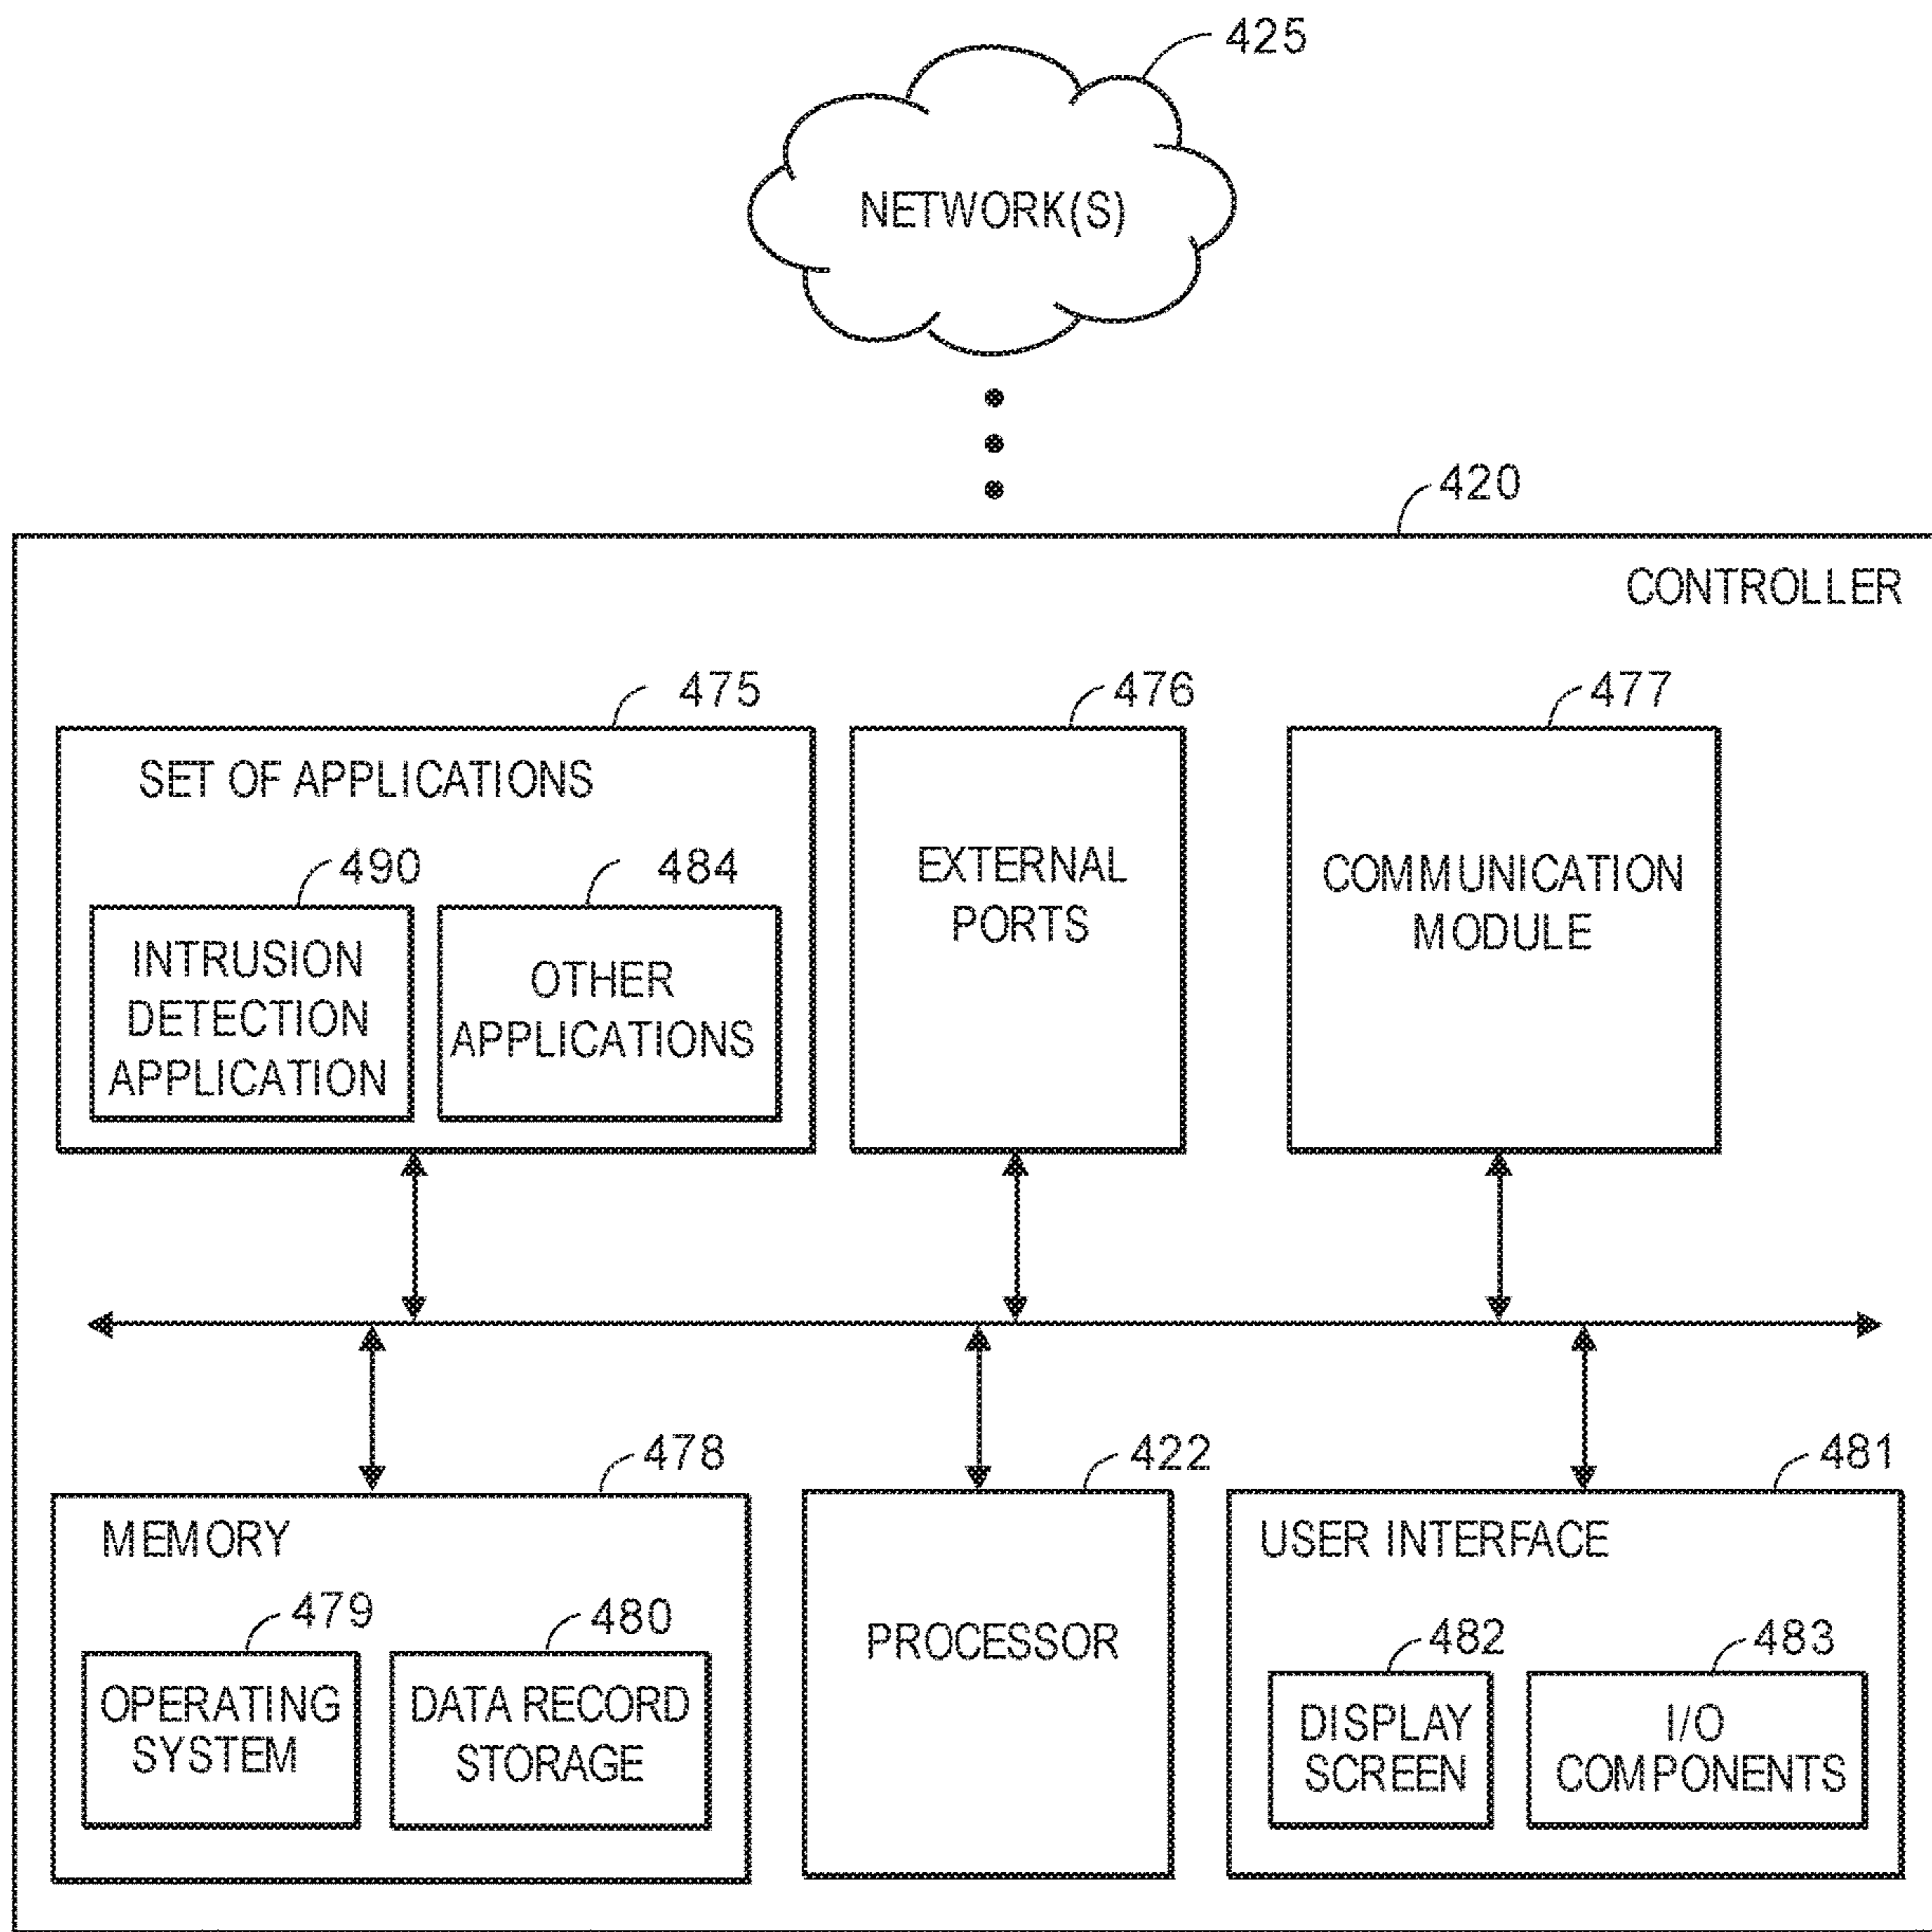 425
NETWORK(S)
420
CONTROLLER
475
SET OF APPLICATIONS
490
INTRUSION
DETECTION
APPLICATION
484
OTHER
APPLICATIONS
476
EXTERNAL
PORTS
477
COMMUNICATION
MODULE
478
MEMORY
479
OPERATING
SYSTEM
480
DATA RECORD
STORAGE
422
PROCESSOR
481
USER INTERFACE
482
DISPLAY
SCREEN
483
I/O
COMPONENTS